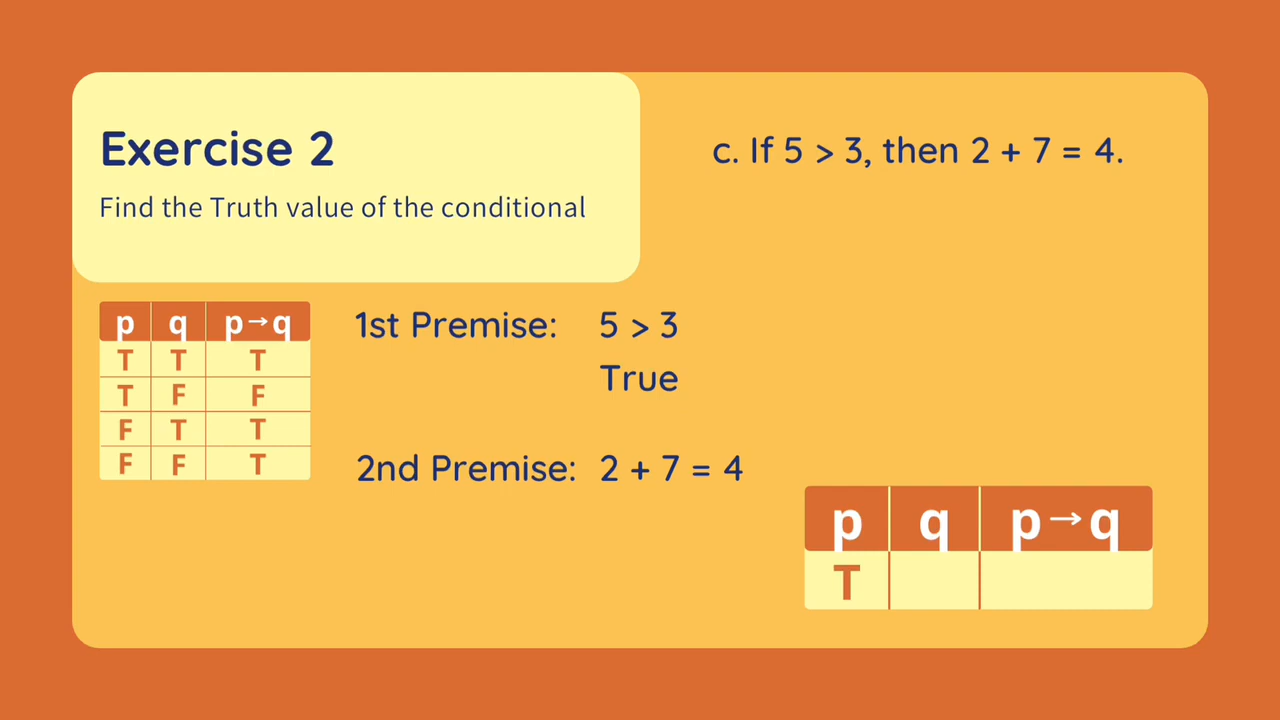 Exercise 2
Find the Truth value of the conditional
c. If 5 > 3, then 2 + 7 = 4.
p q p→q
T T T
T F F
F T T
F F T
1st Premise: 5 > 3
True
2nd Premise: 2 + 7 = 4
p q p→q
T